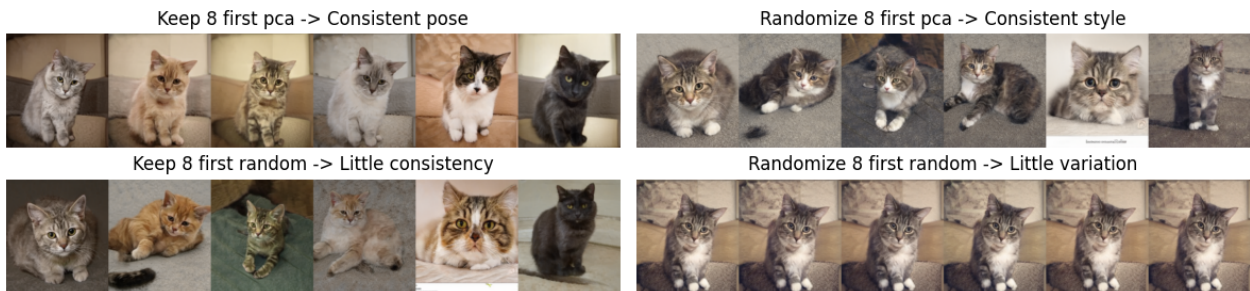 Keep 8 first pca -> Consistent pose
Randomize 8 first pca -> Consistent style
Keep 8 first random -> Little consistency
Randomize 8 first random -> Little variation